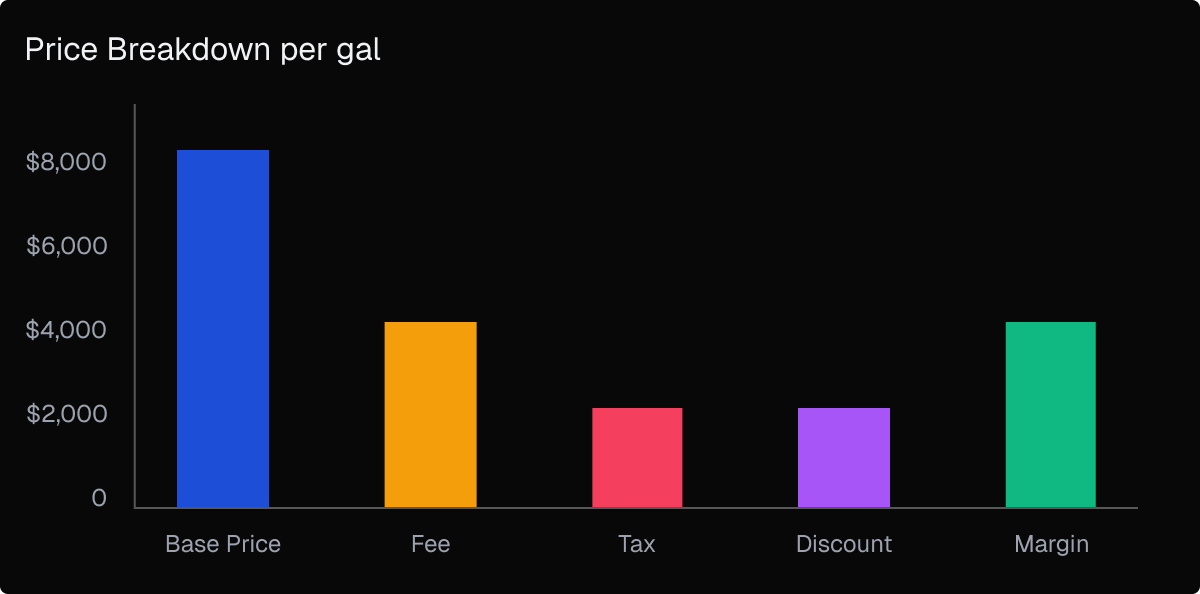 Price Breakdown per gal
$8,000
$6,000
$4,000
$2,000
0
Base Price Fee Tax Discount Margin